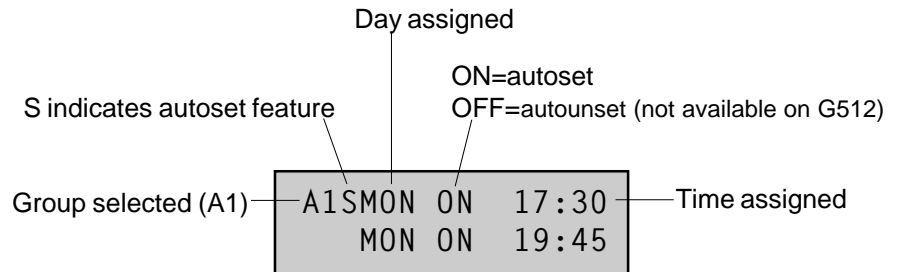 Day assigned
ON=autoset
S indicates autoset feature
OFF=autounset (not available on G512)
Group selected (A1)
A1SMON ON 17:30
Time assigned
MON ON 19:45